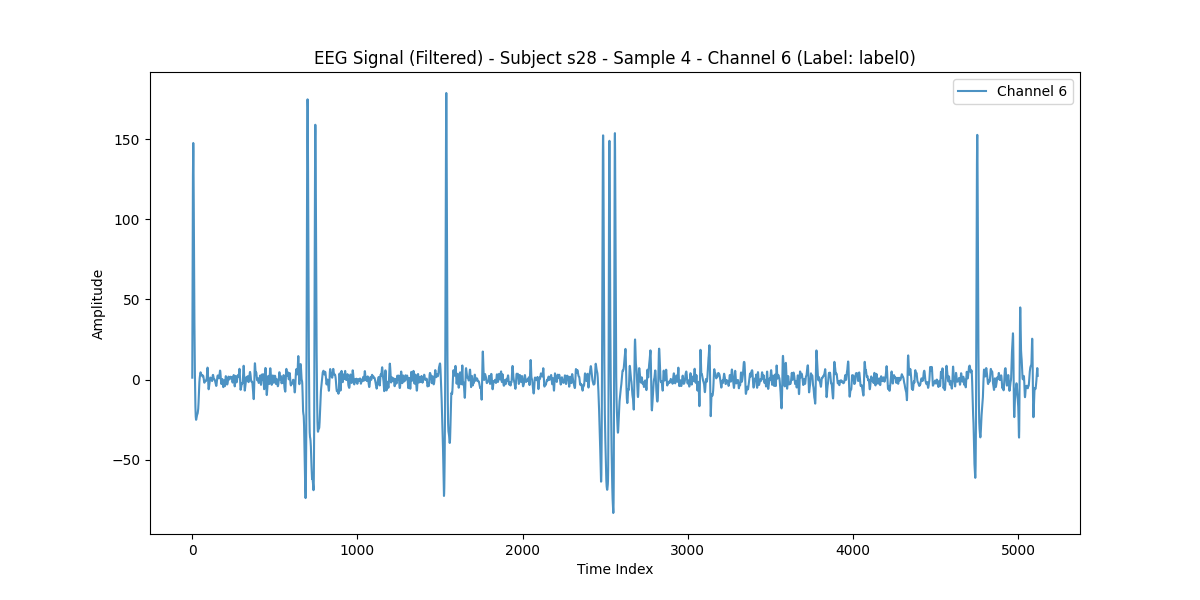 EEG Signal (Filtered) - Subject s28 - Sample 4 - Channel 6 (Label: label0)
Channel 6
150
100
50
0
−50
Amplitude
0 1000 2000 3000 4000 5000
Time Index